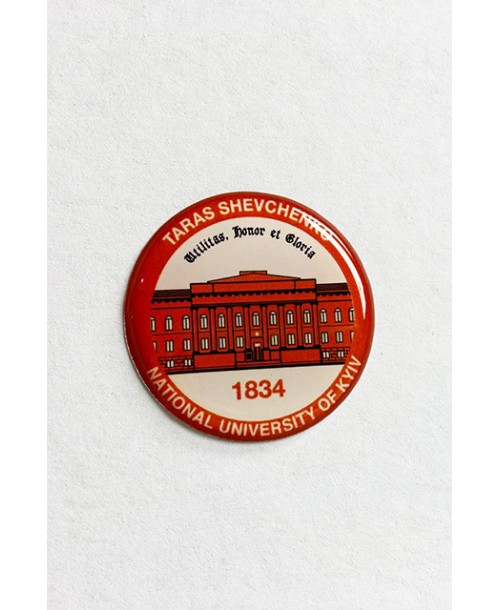 TARAS SHEVCHENKO
Utilitas, Honor et Gloria
1834
NATIONAL UNIVERSITY OF KYIV